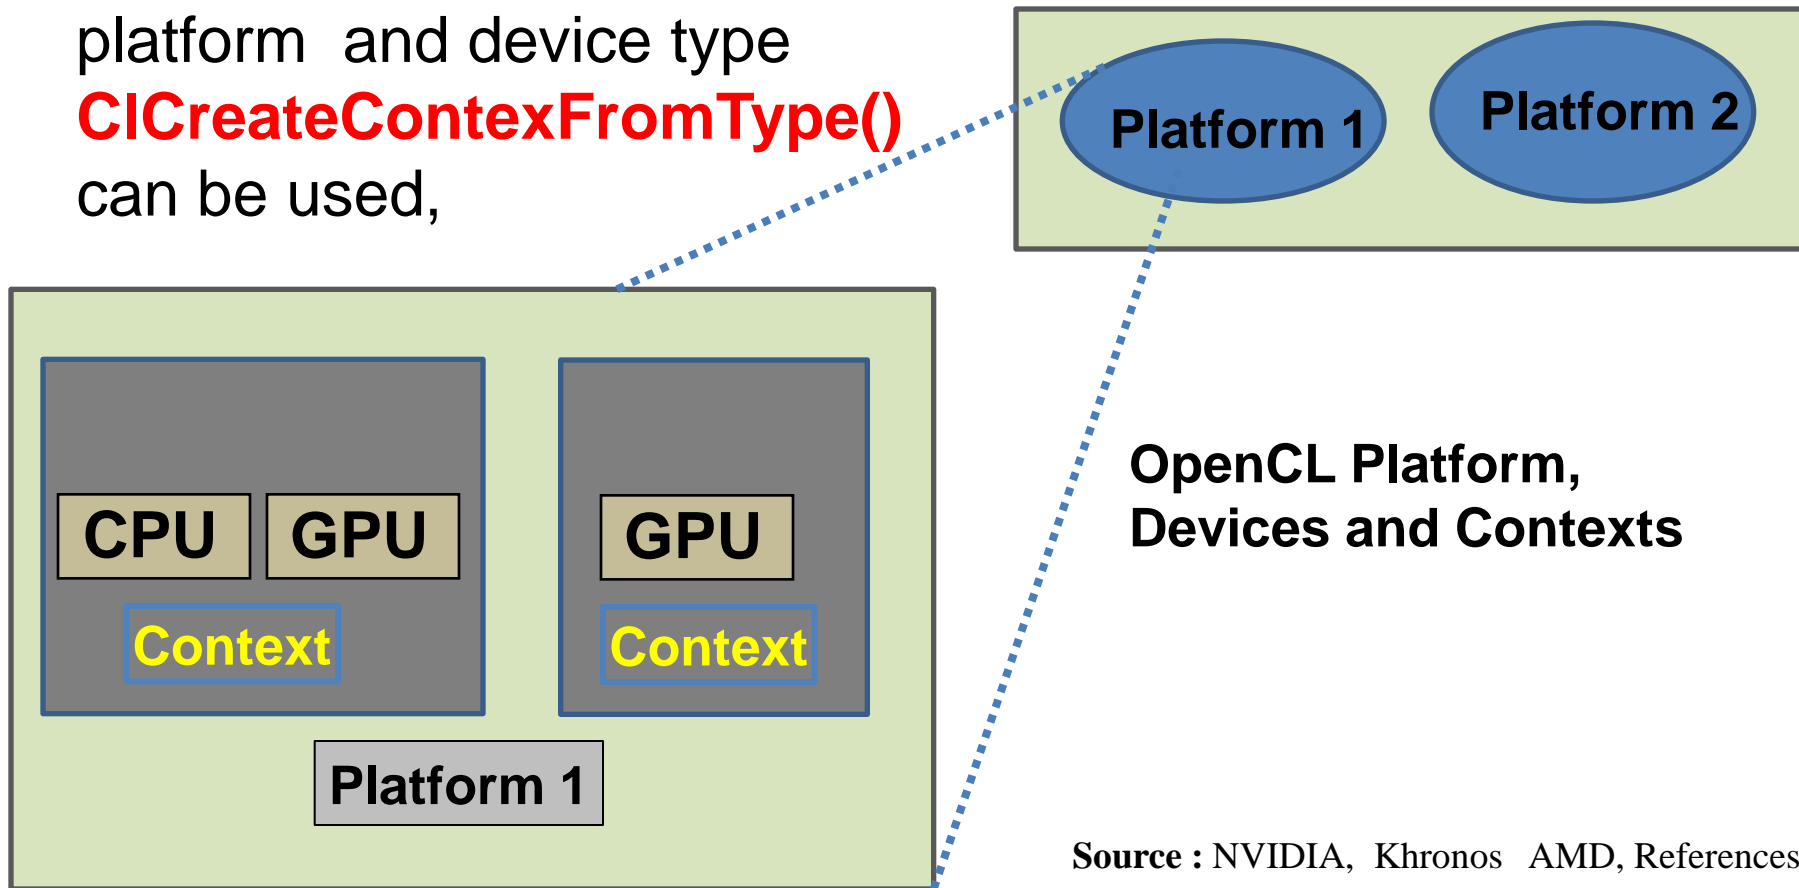 platform and device type
ClCreateContexFromType()
can be used,
Platform 1
Platform 2
CPU
GPU
GPU
Context
Context
Platform 1
OpenCL Platform,
Devices and Contexts
Source : NVIDIA, Khronos AMD, References